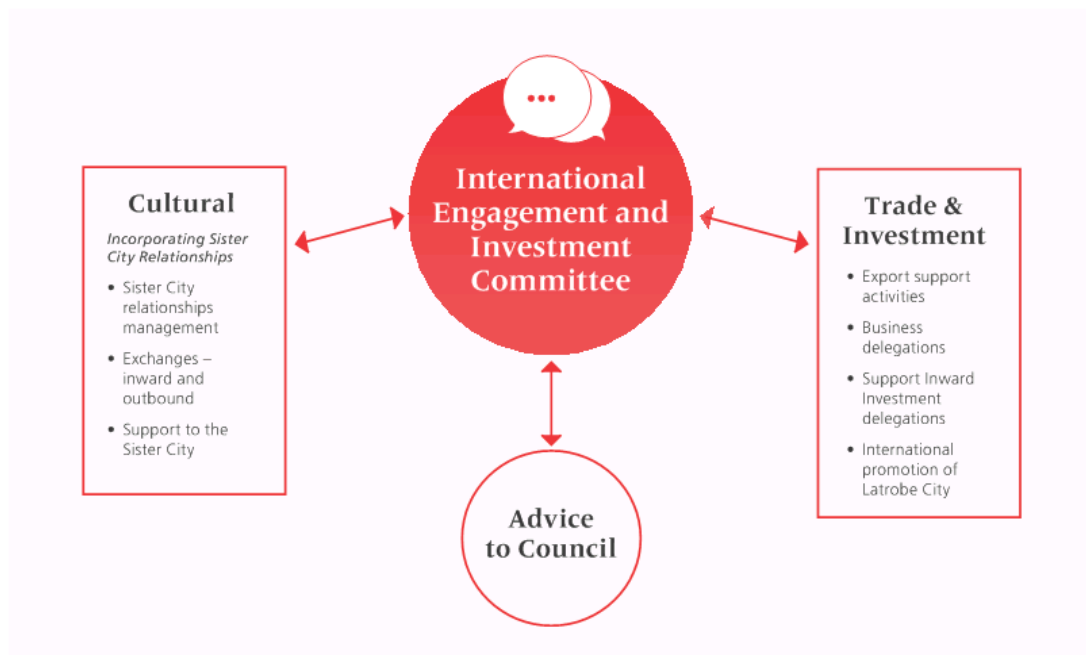 International
Engagement and
Investment
Committee
Cultural
Incorporating Sister
City Relationships
• Sister City
relationships
management
• Exchanges –
inward and
outbound
• Support to the
Sister City
Trade &
Investment
• Export support
activities
• Business
delegations
• Support Inward
Investment
delegations
• International
promotion of
Latrobe City
Advice
to Council